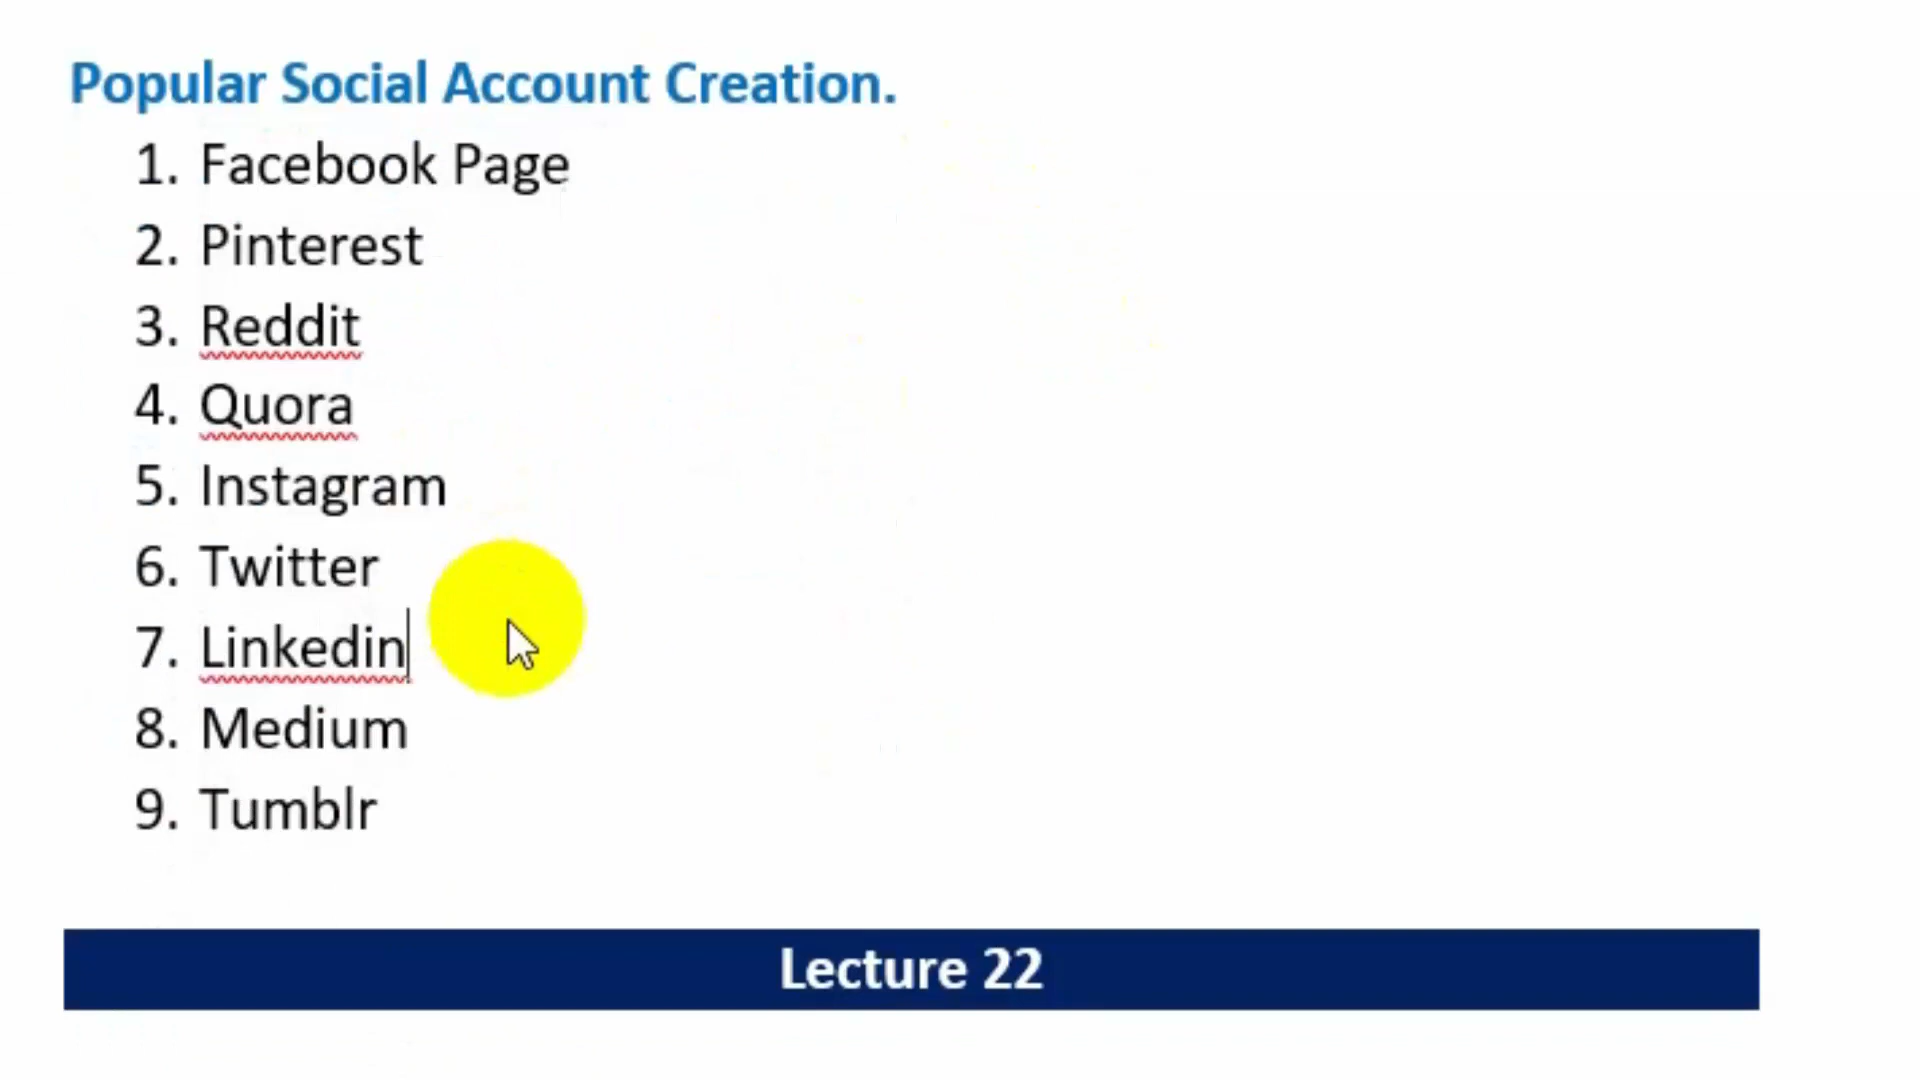 Popular Social Account Creation.
1. Facebook Page
2. Pinterest
3. Reddit
4. Quora
5. Instagram
6. Twitter
7. Linkedin
8. Medium
9. Tumblr
Lecture 22